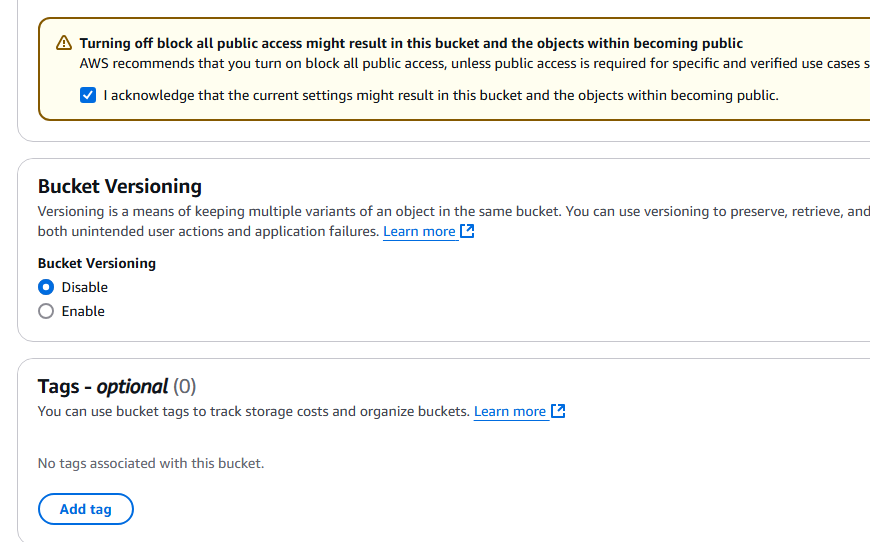 Turning off block all public access might result in this bucket and the objects within becoming public
AWS recommends that you turn on block all public access, unless public access is required for specific and verified use cases s
I acknowledge that the current settings might result in this bucket and the objects within becoming public.
Bucket Versioning
Versioning is a means of keeping multiple variants of an object in the same bucket. You can use versioning to preserve, retrieve, and
both unintended user actions and application failures. Learn more
Bucket Versioning
Disable
Enable
Tags - optional (0)
You can use bucket tags to track storage costs and organize buckets. Learn more
No tags associated with this bucket.
Add tag